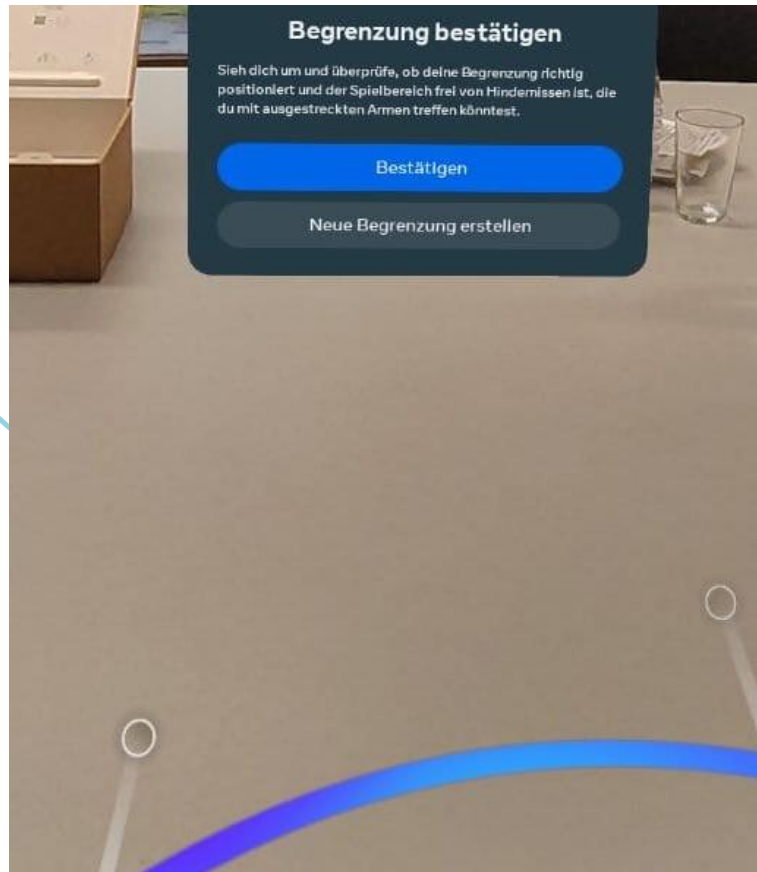 Begrenzung bestätigen
Sieh dich um und überprüfe, ob deine Begrenzung richtig
positioniert und der Spielbereich frei von Hindernissen ist, die
du mit ausgestreckten Armen treffen könntest.
Bestätigen
Neue Begrenzung erstellen